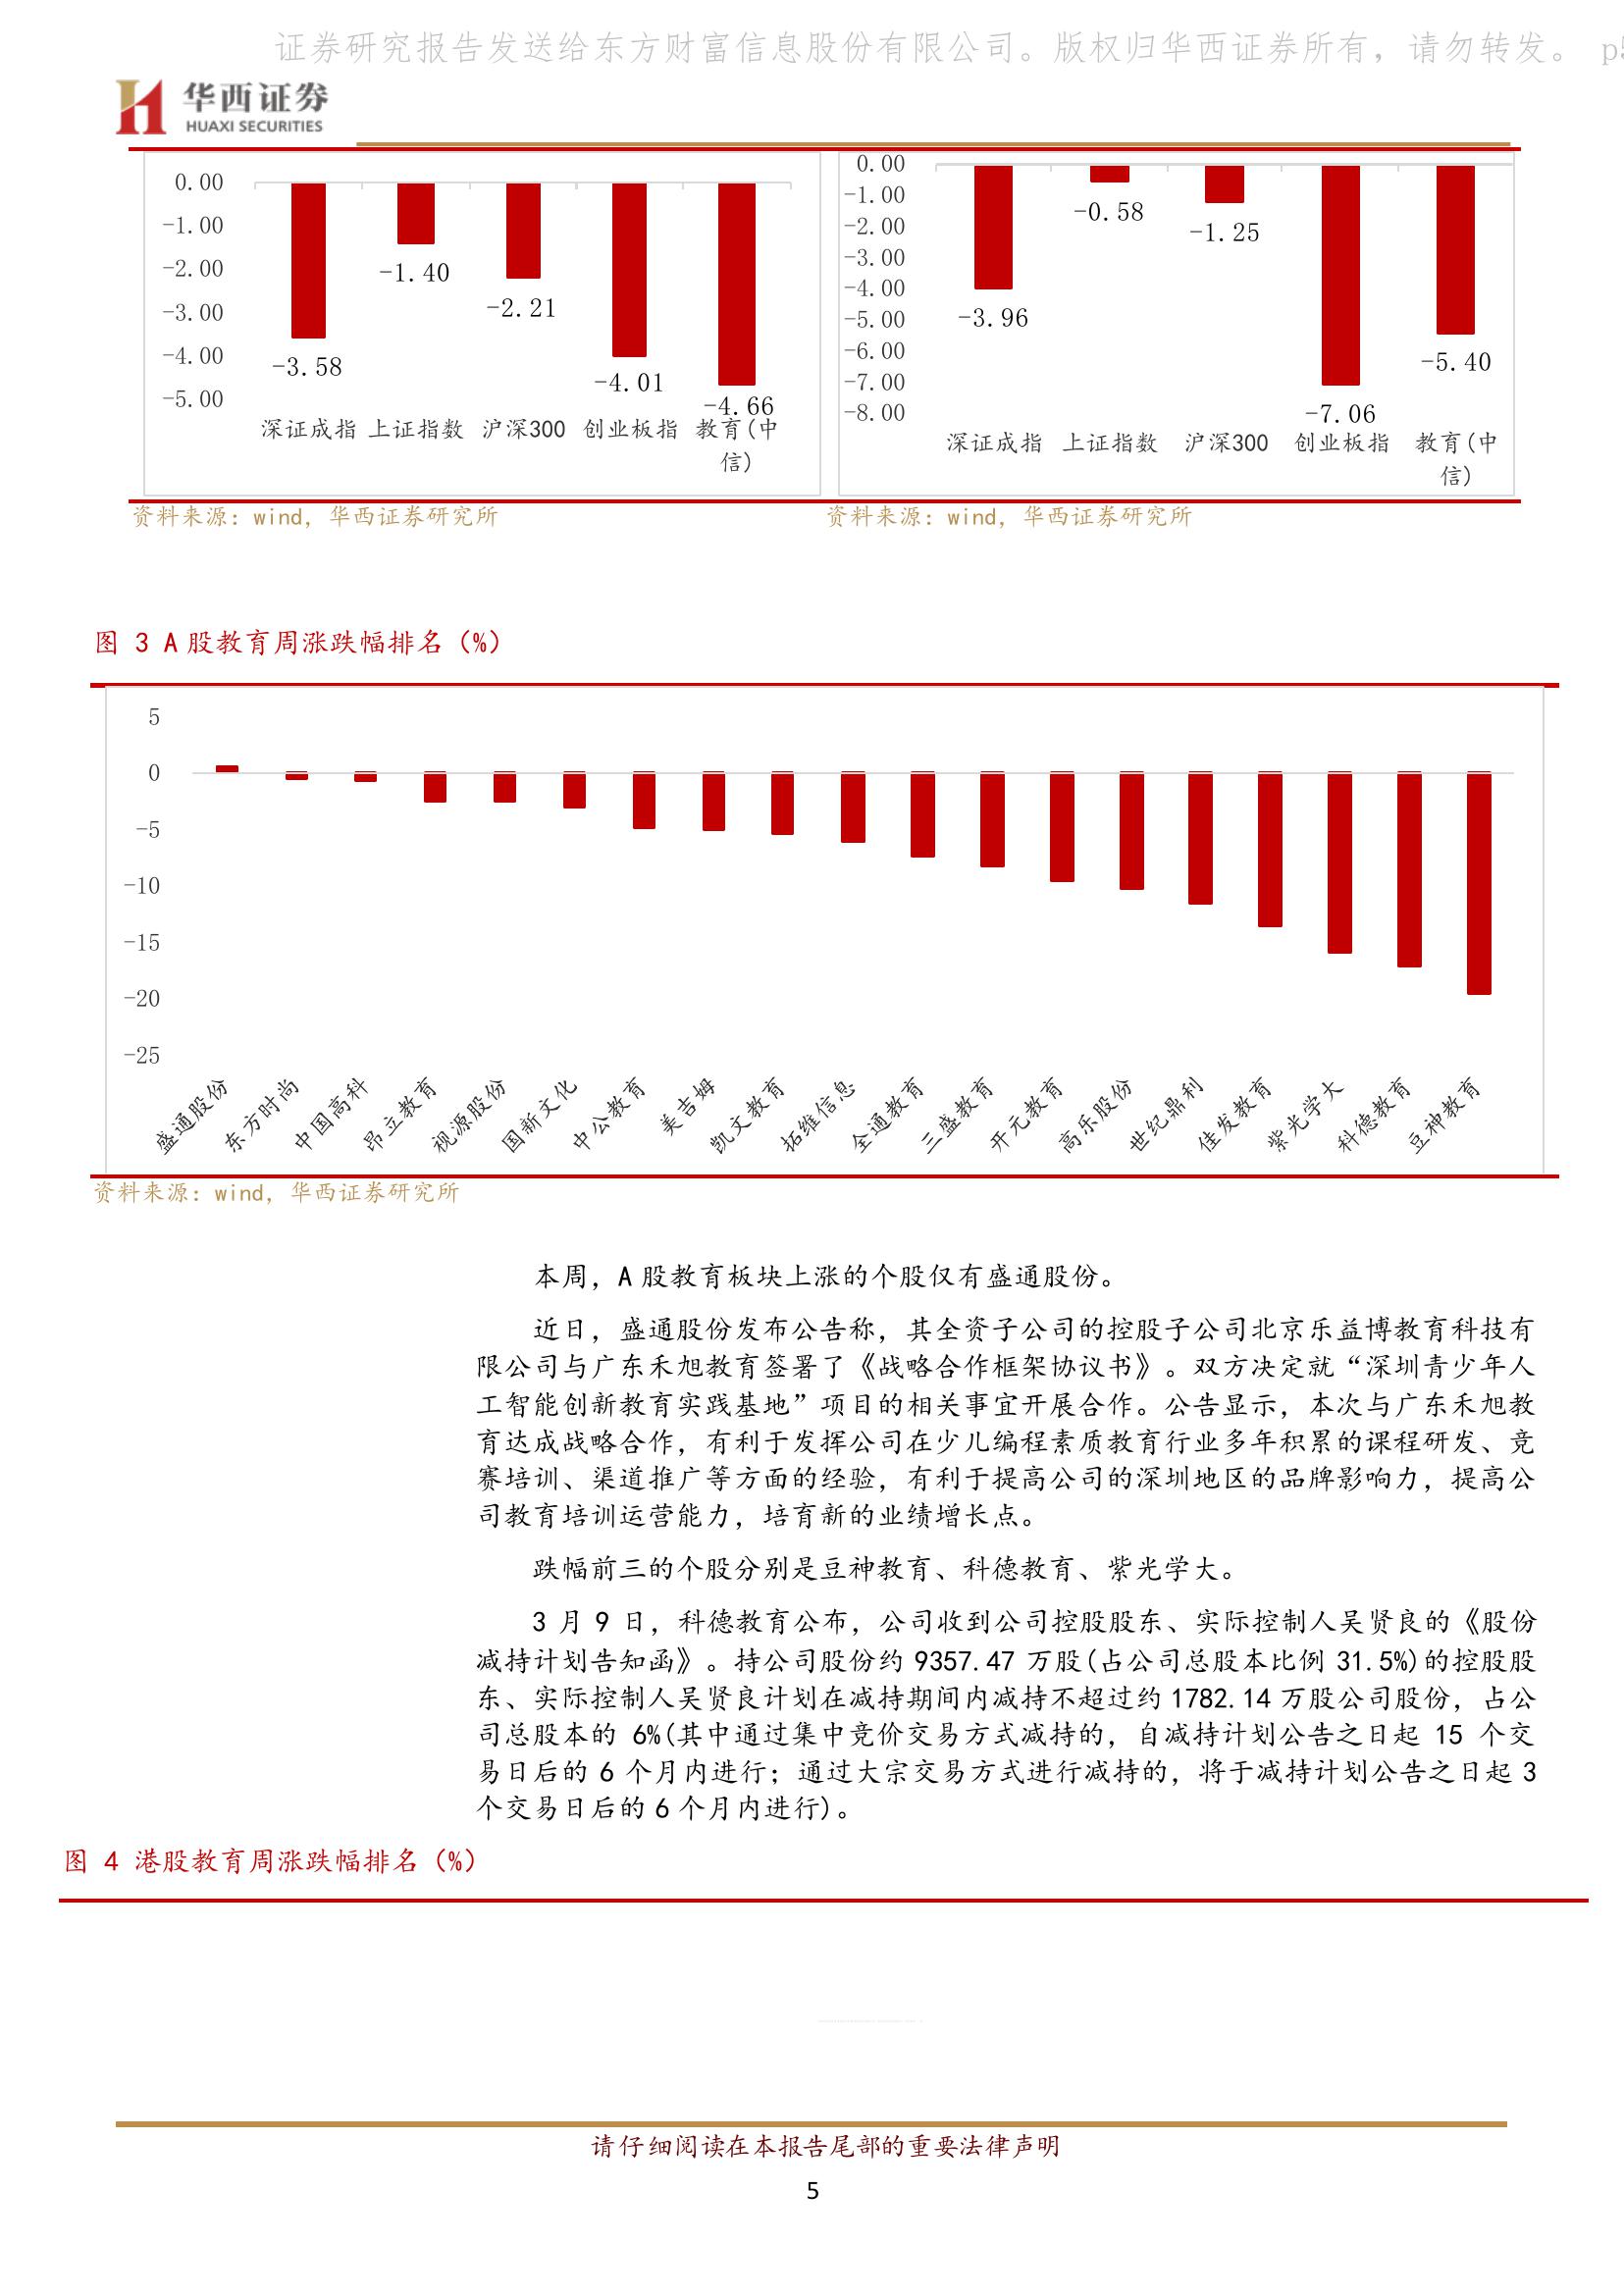 证券研究报告发送给东方财富信息股份有限公司。版权归华西证券所有，请勿转发。 p5
华西证券
HUAXI SECURITIES
0.00
-1.00
-2.00
-3.00
-4.00
-5.00
-3.58
-1.40
-2.21
-4.01
-4.66
深证成指 上证指数 沪深300 创业板指 教育(中
信)
0.00
-1.00
-2.00
-3.00
-4.00
-5.00
-6.00
-7.00
-8.00
-3.96
-0.58
-1.25
-7.06
-5.40
深证成指 上证指数 沪深300 创业板指 教育(中
信)
资料来源：wind，华西证券研究所
资料来源：wind，华西证券研究所
图 3 A 股教育周涨跌幅排名（%）
5
0
-5
-10
-15
-20
-25
盛通股份
东方时尚
中国高科
昂立教育
视源股份
国新文化
中公教育
美吉姆
凯文教育
拓维信息
全通教育
三盛教育
开元教育
高乐股份
世纪鼎利
佳发教育
紫光学大
科德教育
豆神教育
资料来源：wind，华西证券研究所
本周，A 股教育板块上涨的个股仅有盛通股份。
近日，盛通股份发布公告称，其全资子公司的控股子公司北京乐益博教育科技有
限公司与广东禾旭教育签署了《战略合作框架协议书》。双方决定就“深圳青少年人
工智能创新教育实践基地”项目的相关事宜开展合作。公告显示，本次与广东禾旭教
育达成战略合作，有利于发挥公司在少儿编程素质教育行业多年积累的课程研发、竞
赛培训、渠道推广等方面的经验，有利于提高公司的深圳地区的品牌影响力，提高公
司教育培训运营能力，培育新的业绩增长点。
跌幅前三的个股分别是豆神教育、科德教育、紫光学大。
3 月 9 日，科德教育公布，公司收到公司控股股东、实际控制人吴贤良的《股份
减持计划告知函》。持公司股份约 9357.47 万股(占公司总股本比例 31.5%)的控股股
东、实际控制人吴贤良计划在减持期间内减持不超过约 1782.14 万股公司股份，占公
司总股本的 6%(其中通过集中竞价交易方式减持的，自减持计划公告之日起 15 个交
易日后的 6 个月内进行；通过大宗交易方式进行减持的，将于减持计划公告之日起 3
个交易日后的 6 个月内进行)。
图 4 港股教育周涨跌幅排名（%）
请仔细阅读在本报告尾部的重要法律声明
5